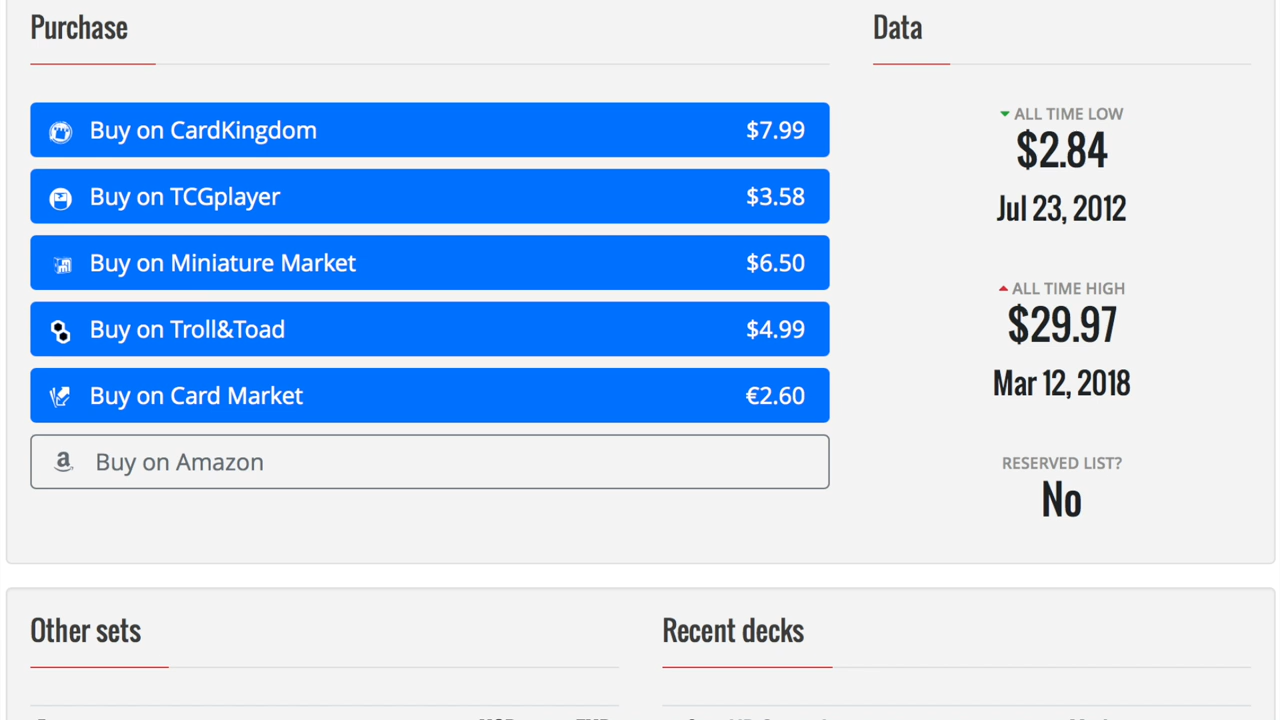 Purchase
Buy on CardKingdom $7.99
Buy on TCGplayer $3.58
Buy on Miniature Market $6.50
Buy on Troll&Toad $4.99
Buy on Card Market €2.60
Buy on Amazon
Data
ALL TIME LOW
$2.84
Jul 23, 2012
ALL TIME HIGH
$29.97
Mar 12, 2018
RESERVED LIST?
No
Other sets
Recent decks